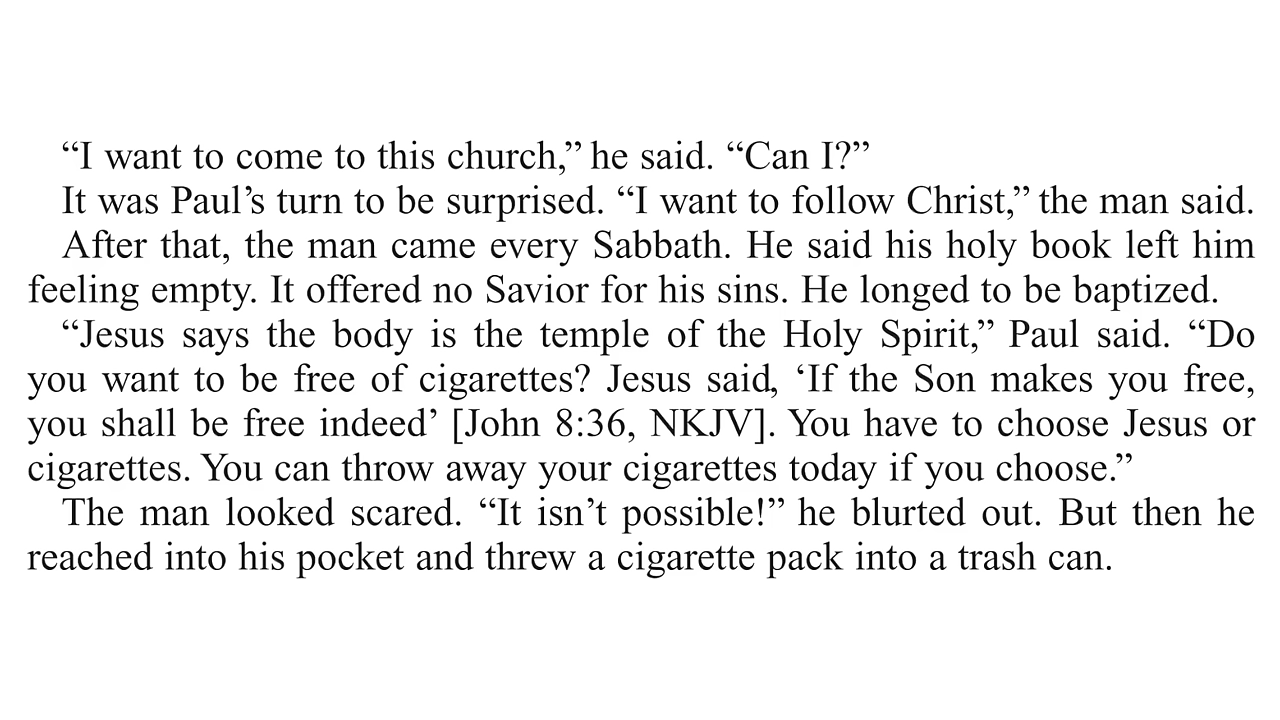 “I want to come to this church,” he said. “Can I?”
It was Paul’s turn to be surprised. “I want to follow Christ,” the man said.
After that, the man came every Sabbath. He said his holy book left him
feeling empty. It offered no Savior for his sins. He longed to be baptized.
“Jesus says the body is the temple of the Holy Spirit,” Paul said. “Do
you want to be free of cigarettes? Jesus said, ‘If the Son makes you free,
you shall be free indeed’ [John 8:36, NKJV]. You have to choose Jesus or
cigarettes. You can throw away your cigarettes today if you choose.”
The man looked scared. “It isn’t possible!” he blurted out. But then he
reached into his pocket and threw a cigarette pack into a trash can.